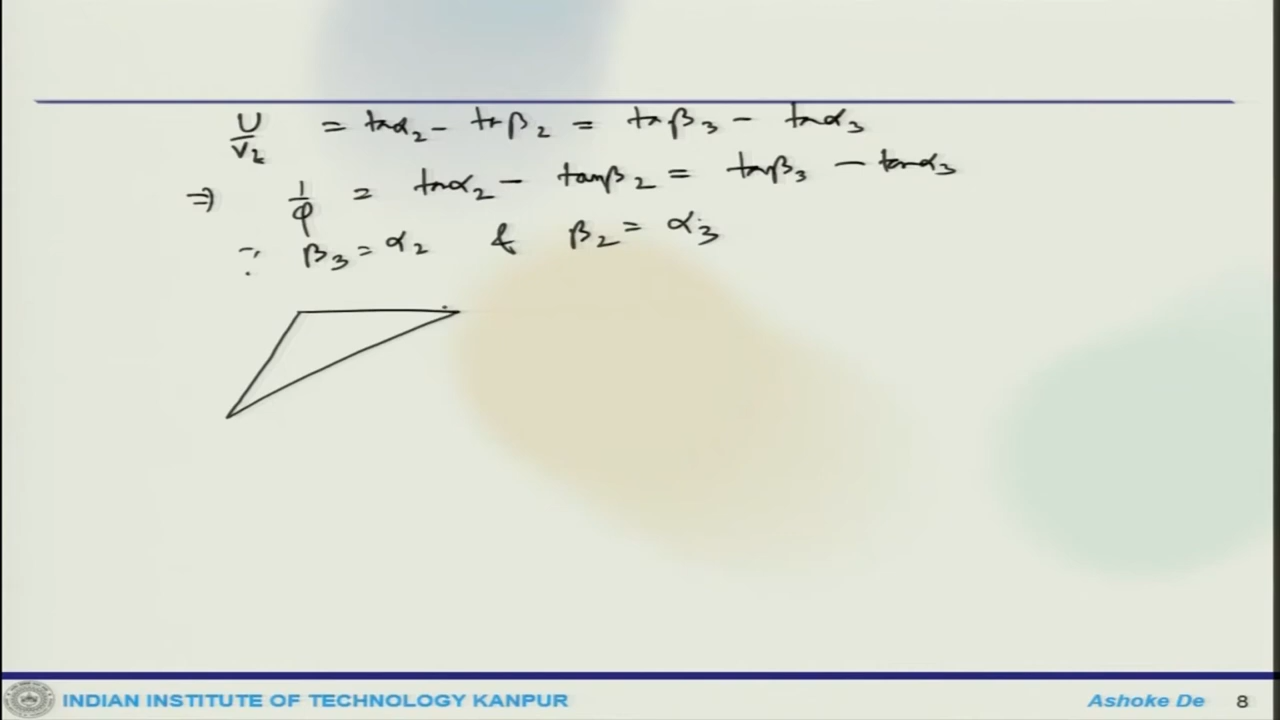 U/V₂ = tanα₂ - tanβ₂ = tanβ₃ - tanα₃
⇒ 1/φ = tanα₂ - tanβ₂ = tanβ₃ - tanα₃
∵ β₃ = α₂ & β₂ = α₃
INDIAN INSTITUTE OF TECHNOLOGY KANPUR
Ashoke De 8